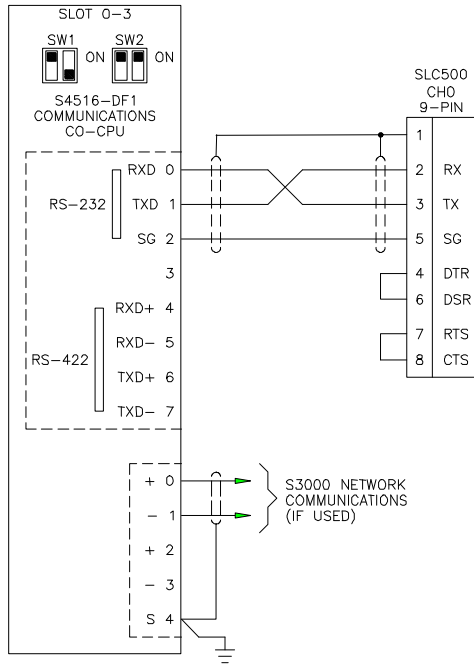 SLOT 0-3
SW1 ON SW2 ON
S4516-DF1
COMMUNICATIONS
CO-CPU
RS-232
RXD 0
TXD 1
SG 2
3
RS-422
RXD+ 4
RXD- 5
TXD+ 6
TXD- 7
+ 0
- 1
+ 2
- 3
S 4
S3000 NETWORK
COMMUNICATIONS
(IF USED)
SLC500
CH0
9-PIN
1
2 RX
3 TX
5 SG
4 DTR
6 DSR
7 RTS
8 CTS